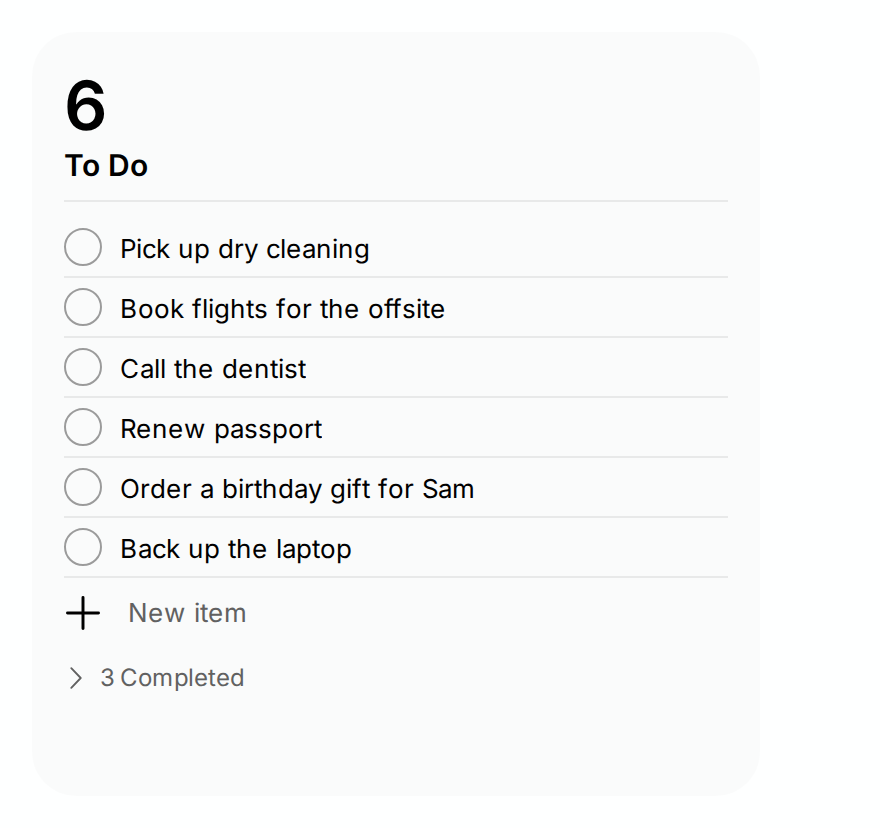 6
To Do
Pick up dry cleaning
Book flights for the offsite
Call the dentist
Renew passport
Order a birthday gift for Sam
Back up the laptop
New item
3 Completed